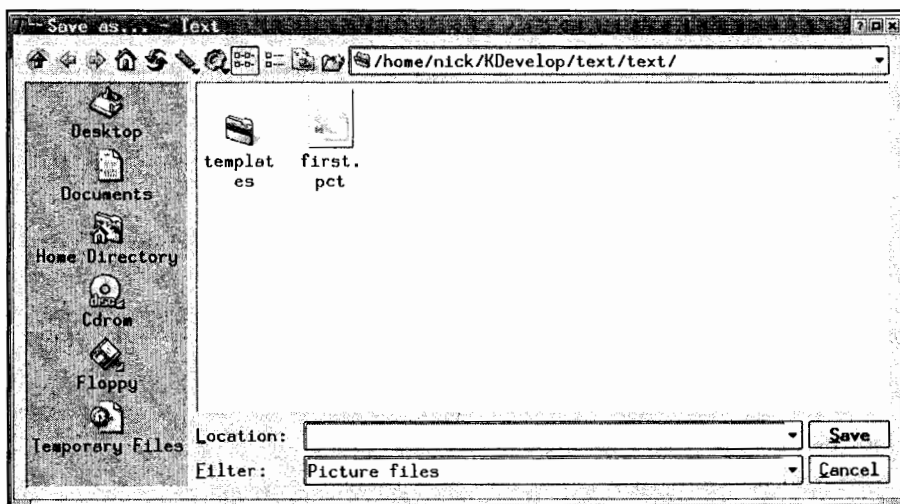 Save as... - Text
/home/nick/KDevelop/text/text/
Desktop
Documents
Home Directory
Cdrom
Floppy
Temporary Files
templat
es
first.
pct
Location:
Save
Filter:
Picture files
Cancel